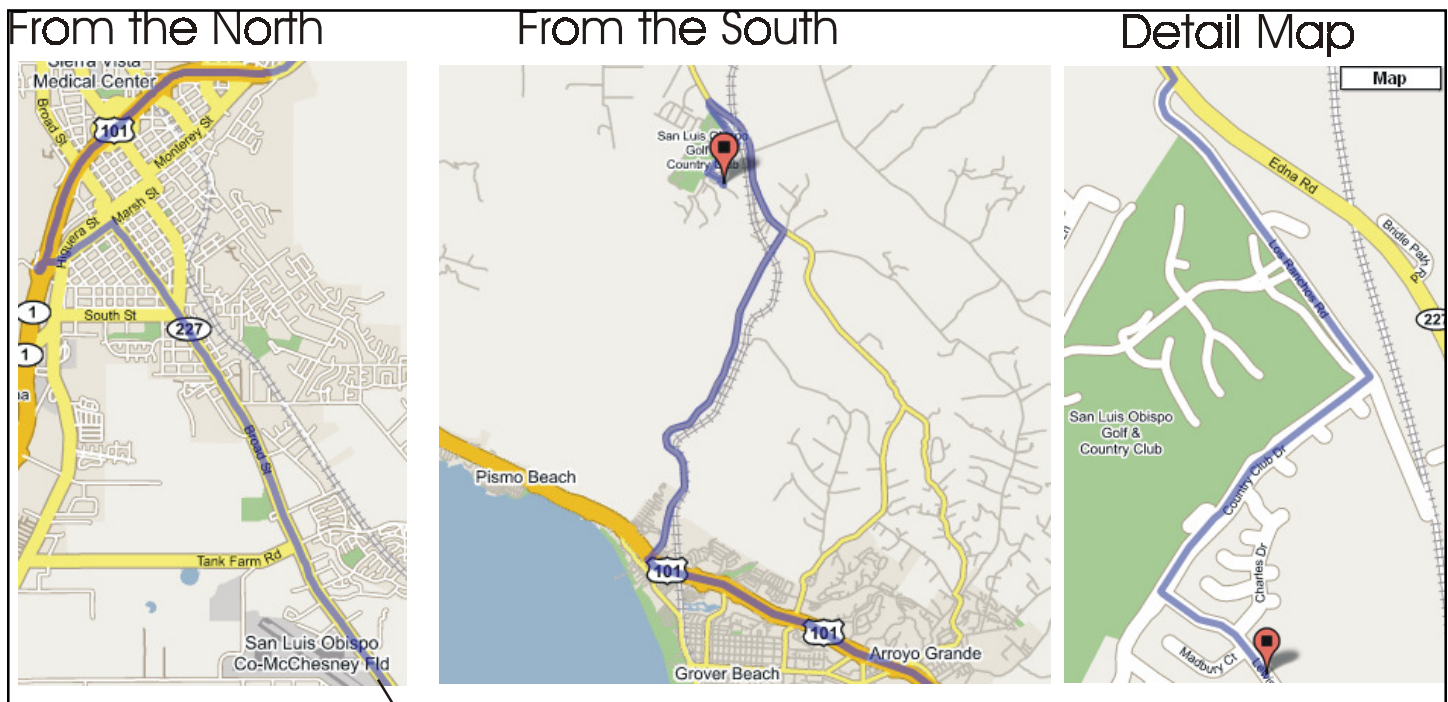 From the North
From the South
Detail Map
Sierra Vista
Medical Center
Broad St
101
Monterey St
Marsh St
Higuera St
1
South St
227
1
Broad St
Tank Farm Rd
San Luis Obispo
Co-McChesney Fld
San Luis Obispo
Golf
Country Club
Pismo Beach
101
101
Arroyo Grande
Grover Beach
Map
Edna Rd
Bridle Path
Los Ranchos Rd
227
San Luis Obispo
Golf &
Country Club
Country Club Dr
Charles Dr
Madbury Ct